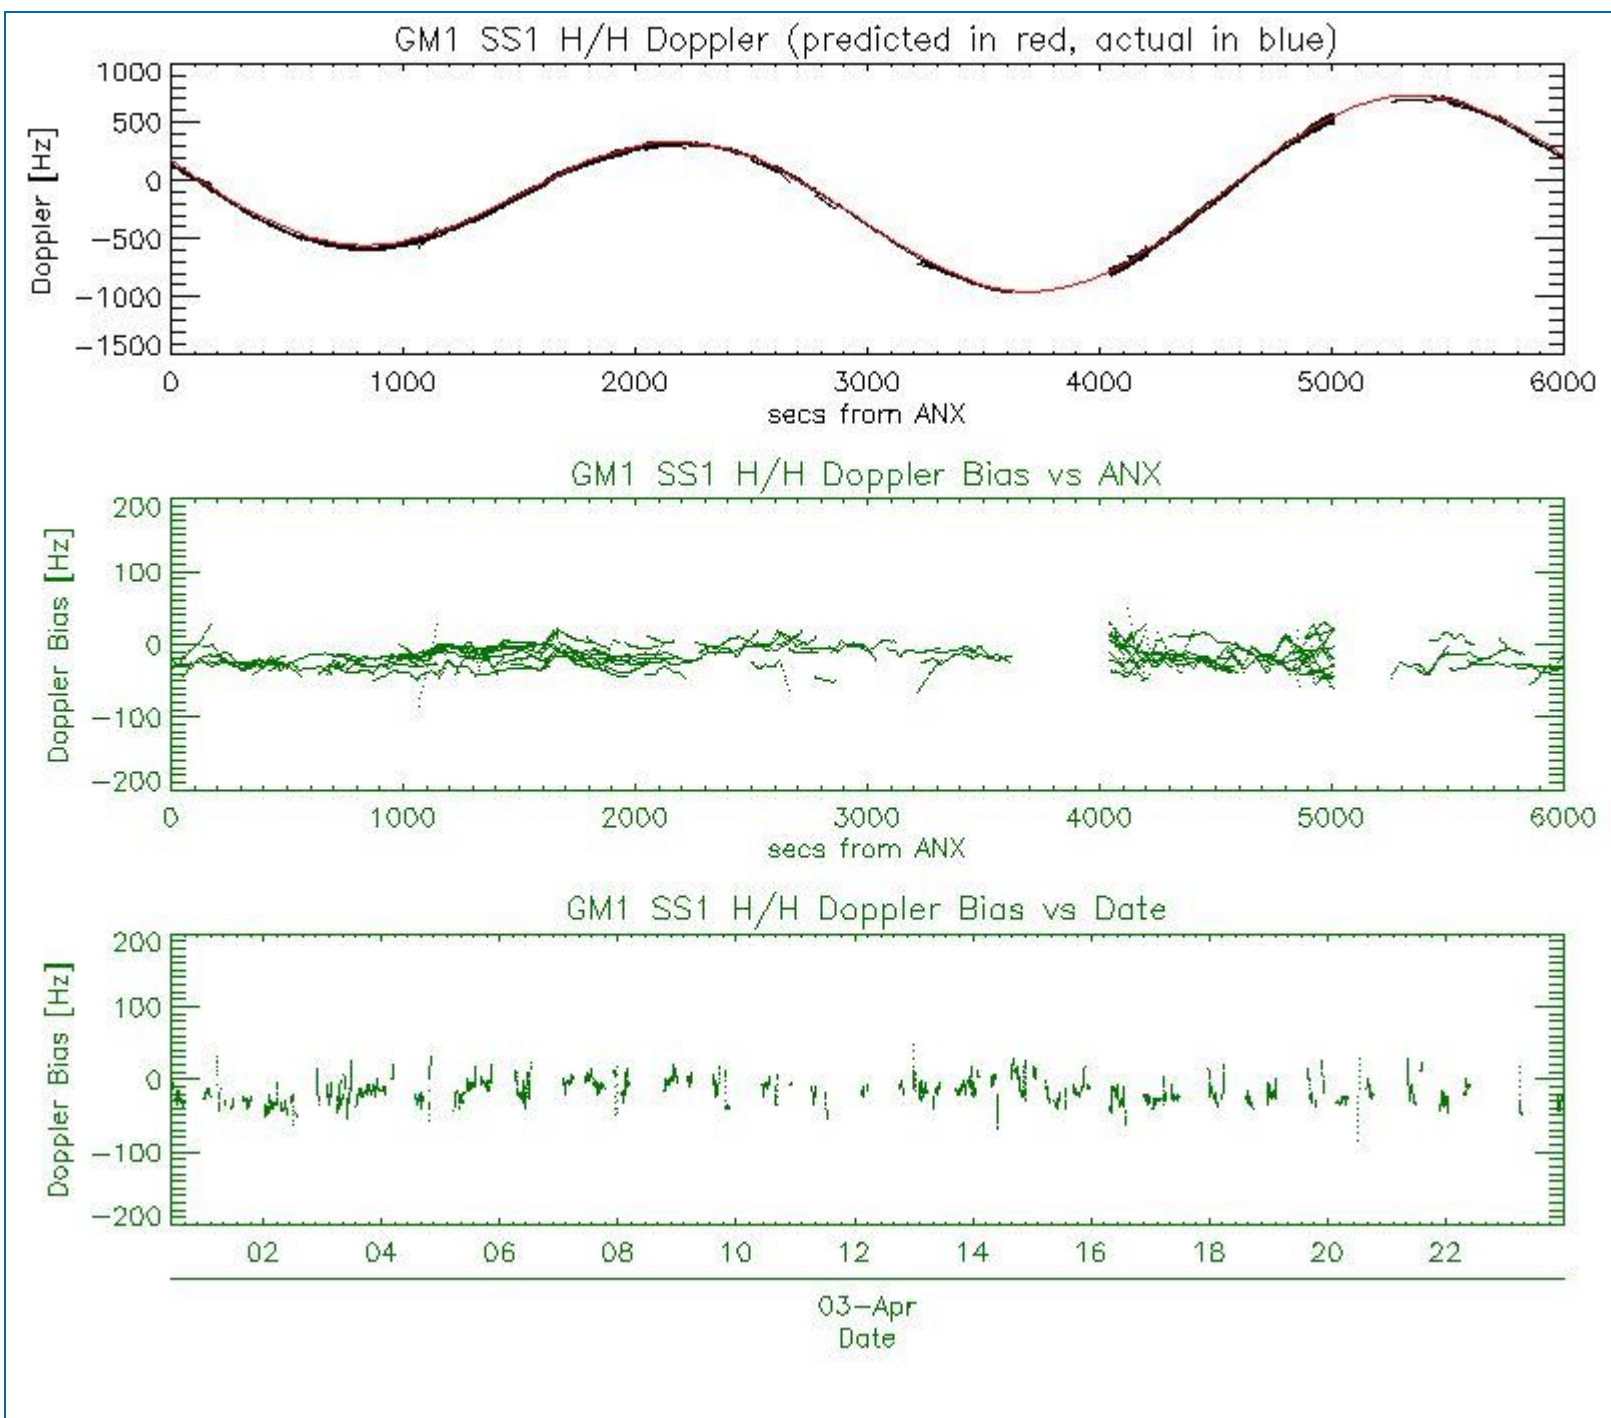 GM1 SS1 H/H Doppler (predicted in red, actual in blue)
1000
500
0
-500
-1000
-1500
Doppler [Hz]
0 1000 2000 3000 4000 5000 6000
secs from ANX
GM1 SS1 H/H Doppler Bias vs ANX
200
100
0
-100
-200
Doppler Bias [Hz]
0 1000 2000 3000 4000 5000 6000
secs from ANX
GM1 SS1 H/H Doppler Bias vs Date
200
100
0
-100
-200
Doppler Bias [Hz]
02 04 06 08 10 12 14 16 18 20 22
03-Apr
Date